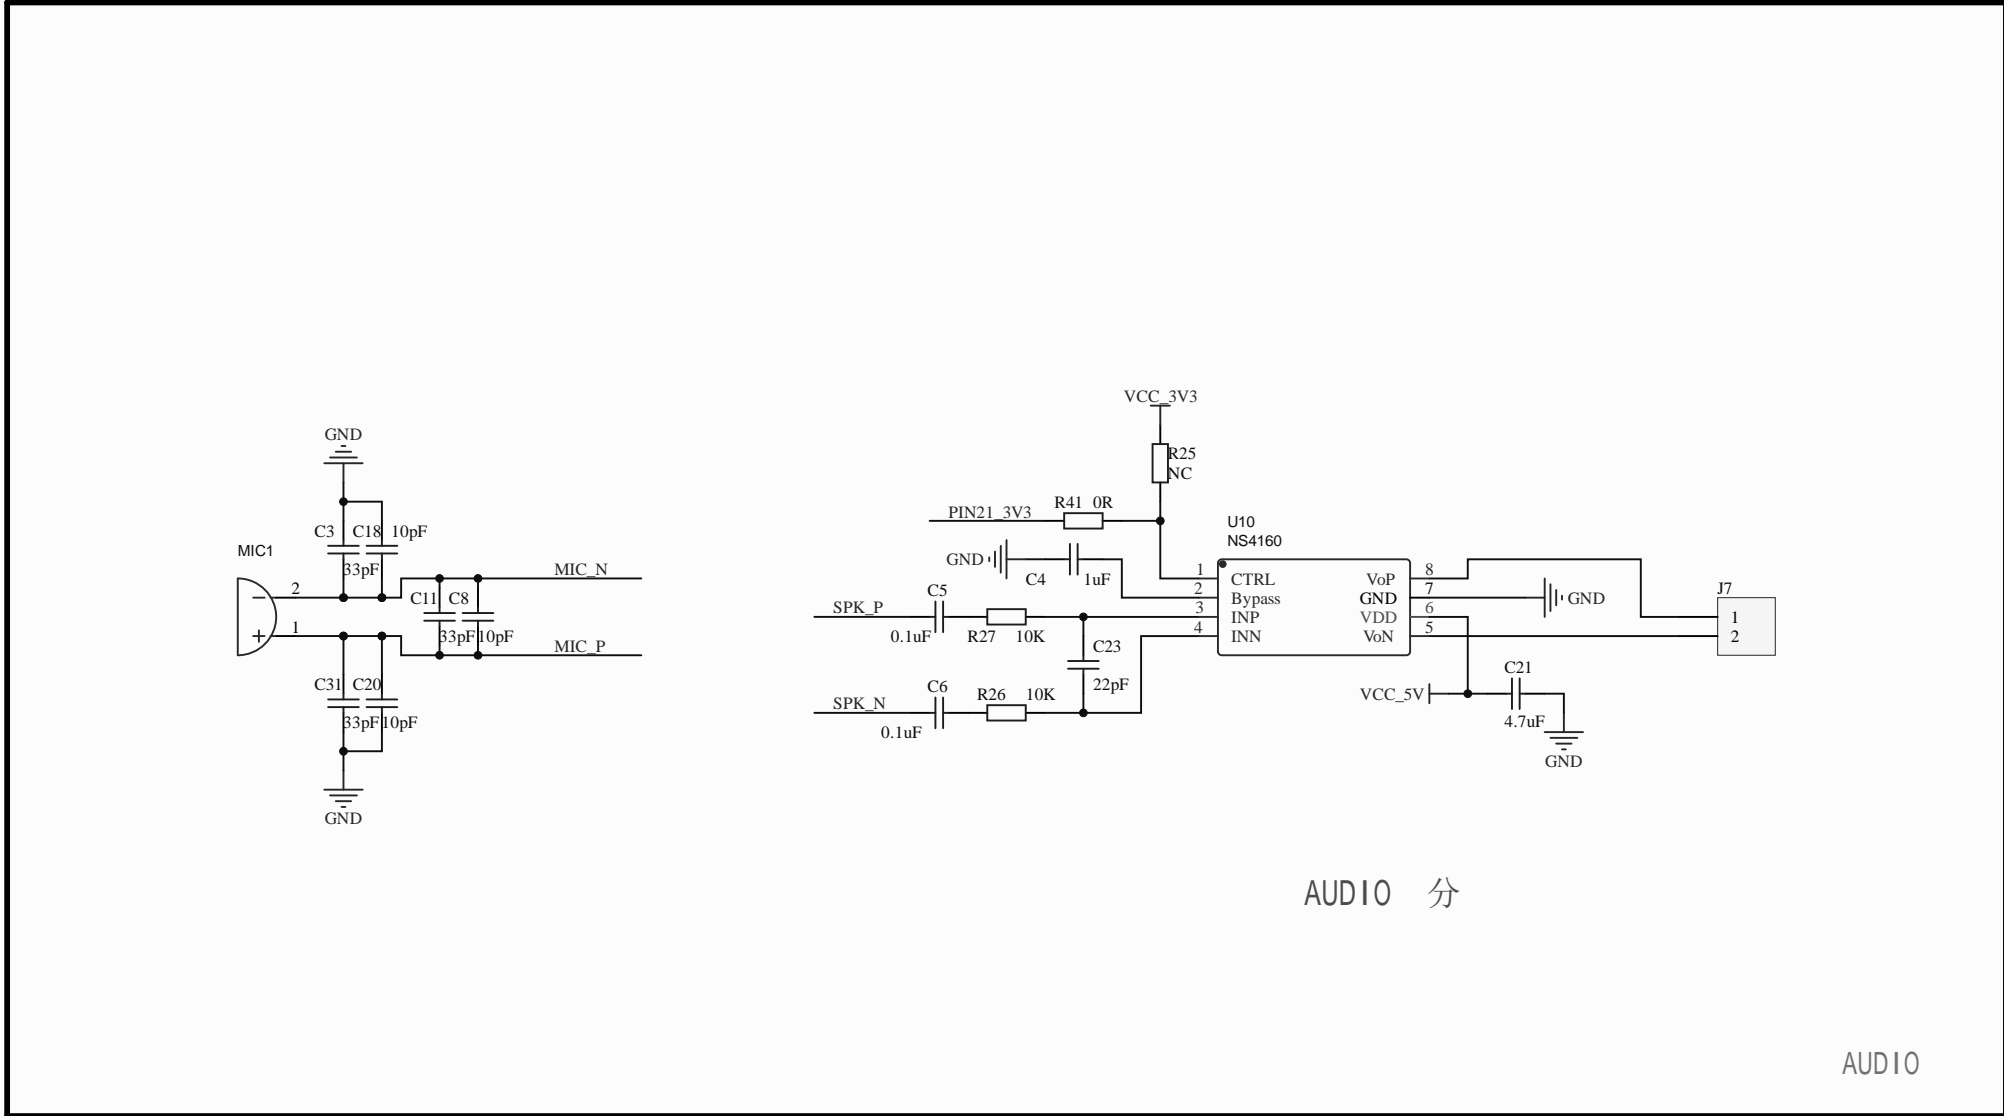 VCC_3V3
R25
NC
GND
C3 C18 10pF
33pF
MIC1
2
1
MIC_N
C11 C8
33pF 10pF
MIC_P
C31 C20
33pF 10pF
GND
PIN21_3V3
R41 0R
GND
C4 1uF
SPK_P
C5
0.1uF
R27 10K
C23
22pF
SPK_N
C6
0.1uF
R26 10K
U10
NS4160
1 CTRL VoP 8
2 Bypass GND 7
3 INP VDD 6
4 INN VoN 5
GND
J7
1
2
VCC_5V
C21
4.7uF
GND
AUDIO 分
AUDIO